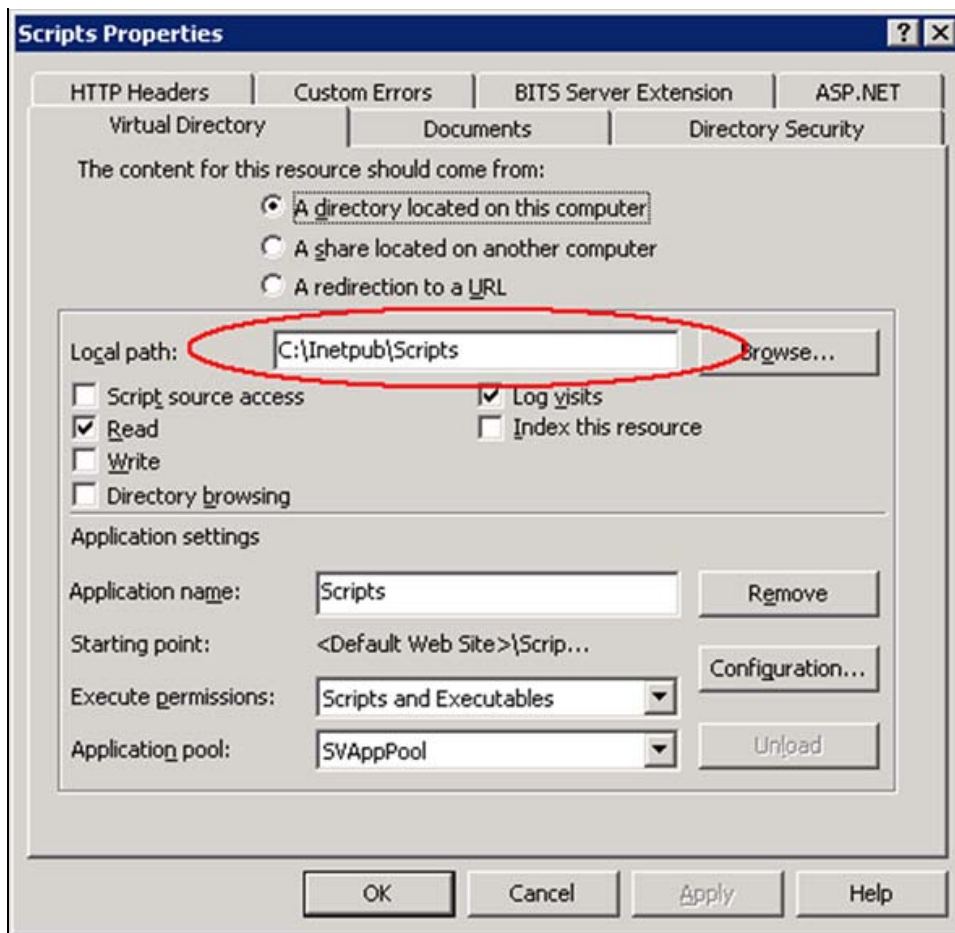 Scripts Properties
HTTP Headers Custom Errors BITS Server Extension ASP.NET
Virtual Directory Documents Directory Security
The content for this resource should come from:
A directory located on this computer
A share located on another computer
A redirection to a URL
Local path: C:\Inetpub\Scripts Browse...
Script source access Log visits
Read Index this resource
Write
Directory browsing
Application settings
Application name: Scripts Remove
Starting point: <Default Web Site>\Scrip...
Configuration...
Execute permissions: Scripts and Executables
Application pool: SVAppPool Unload
OK Cancel Apply Help